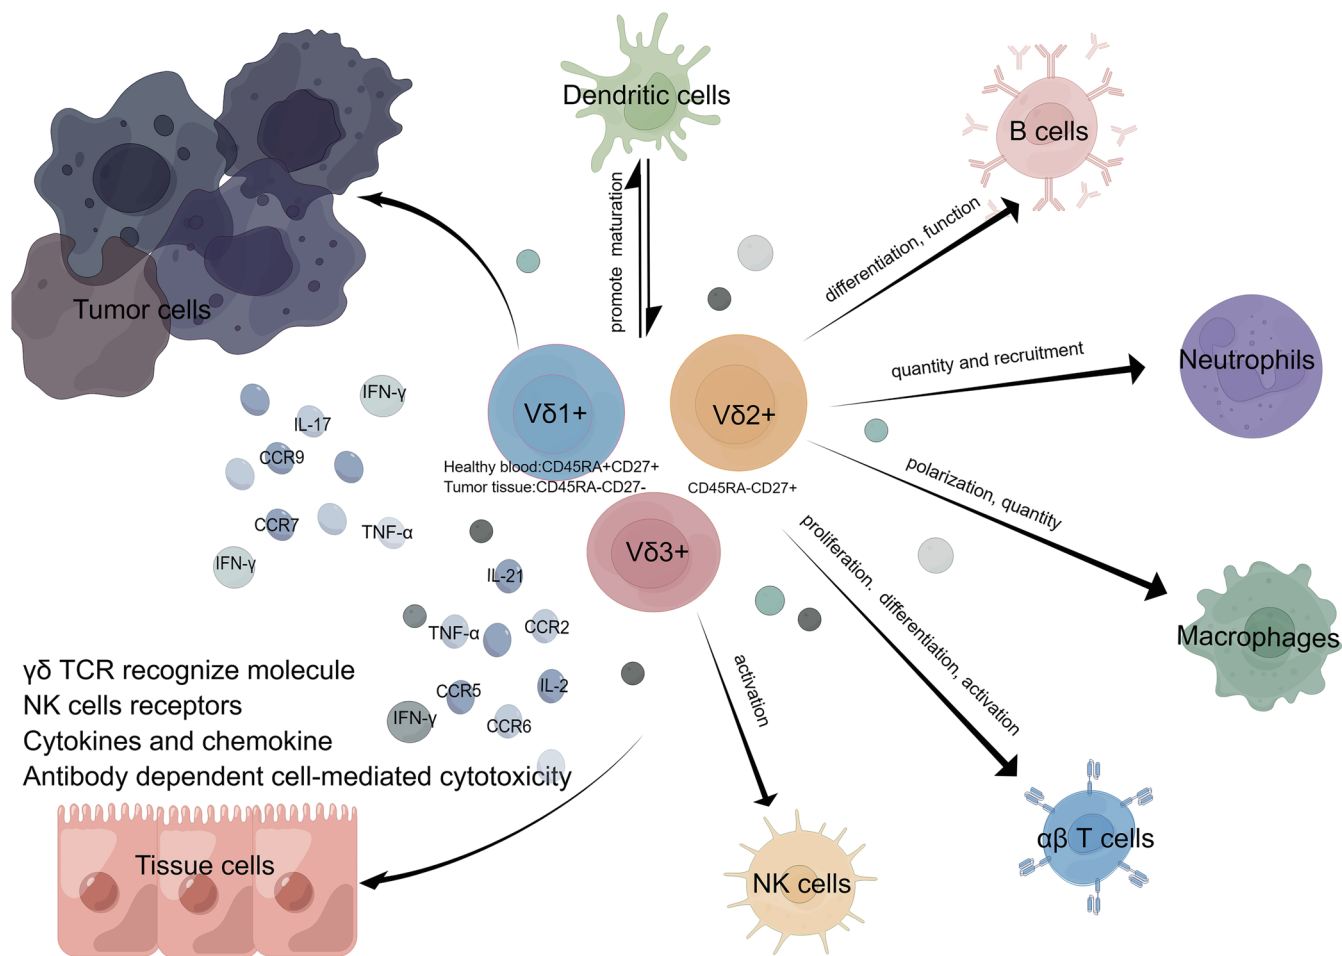 Dendritic cells
B cells
Tumor cells
promote maturation
differentiation, function
quantity and recruitment
Neutrophils
Vδ1+
Vδ2+
Healthy blood:CD45RA+CD27+
Tumor tissue:CD45RA-CD27-
CD45RA-CD27+
Vδ3+
polarization, quantity
Macrophages
proliferation. differentiation, activation
αβ T cells
activation
NK cells
IFN-γ
IL-17
CCR9
CCR7
TNF-α
IFN-γ
IL-21
TNF-α
CCR2
CCR5
IL-2
IFN-γ
CCR6
γδ TCR recognize molecule
NK cells receptors
Cytokines and chemokine
Antibody dependent cell-mediated cytotoxicity
Tissue cells